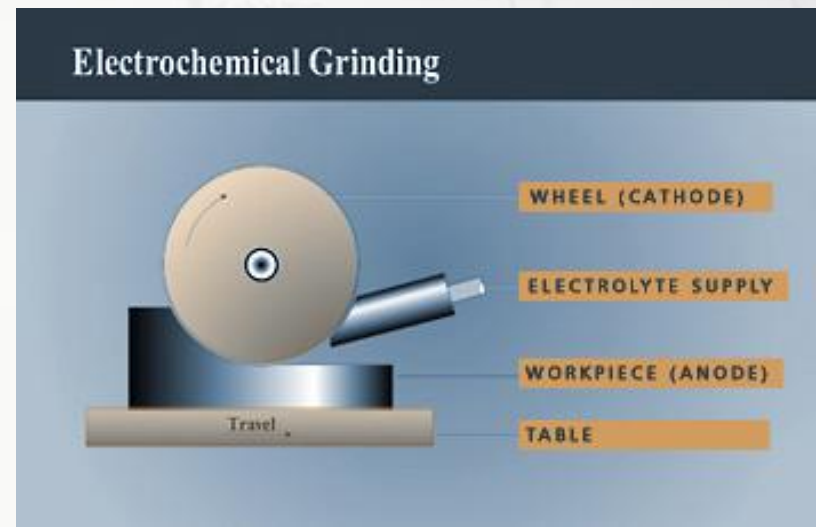 Electrochemical Grinding
WHEEL (CATHODE)
ELECTROLYTE SUPPLY
WORKPIECE (ANODE)
Travel
TABLE